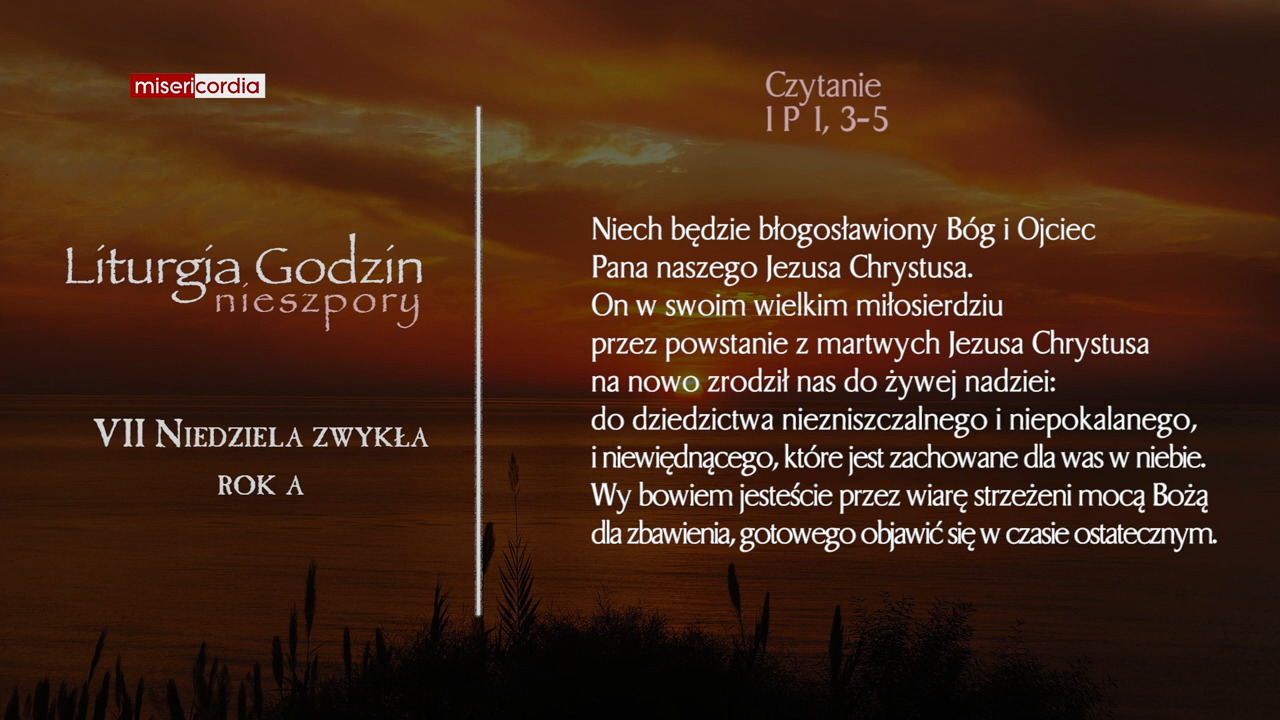 misericordia
Liturgia Godzin
nieszpory
VII Niedziela zwykła
rok A
Czytanie
1 P 1, 3-5
Niech będzie błogosławiony Bóg i Ojciec
Pana naszego Jezusa Chrystusa.
On w swoim wielkim miłosierdziu
przez powstanie z martwych Jezusa Chrystusa
na nowo zrodził nas do żywej nadziei:
do dziedzictwa niezniszczalnego i niepokalanego,
i niewiędnącego, które jest zachowane dla was w niebie.
Wy bowiem jesteście przez wiarę strzeżeni mocą Bożą
dla zbawienia, gotowego objawić się w czasie ostatecznym.